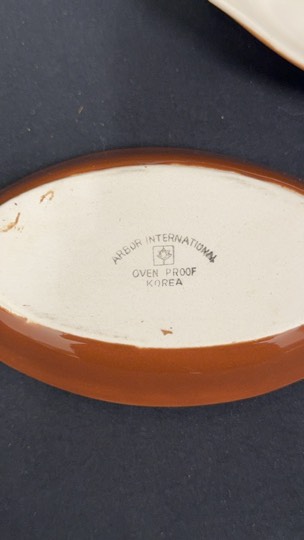 ARBOR INTERNATIONAL
OVEN PROOF
KOREA